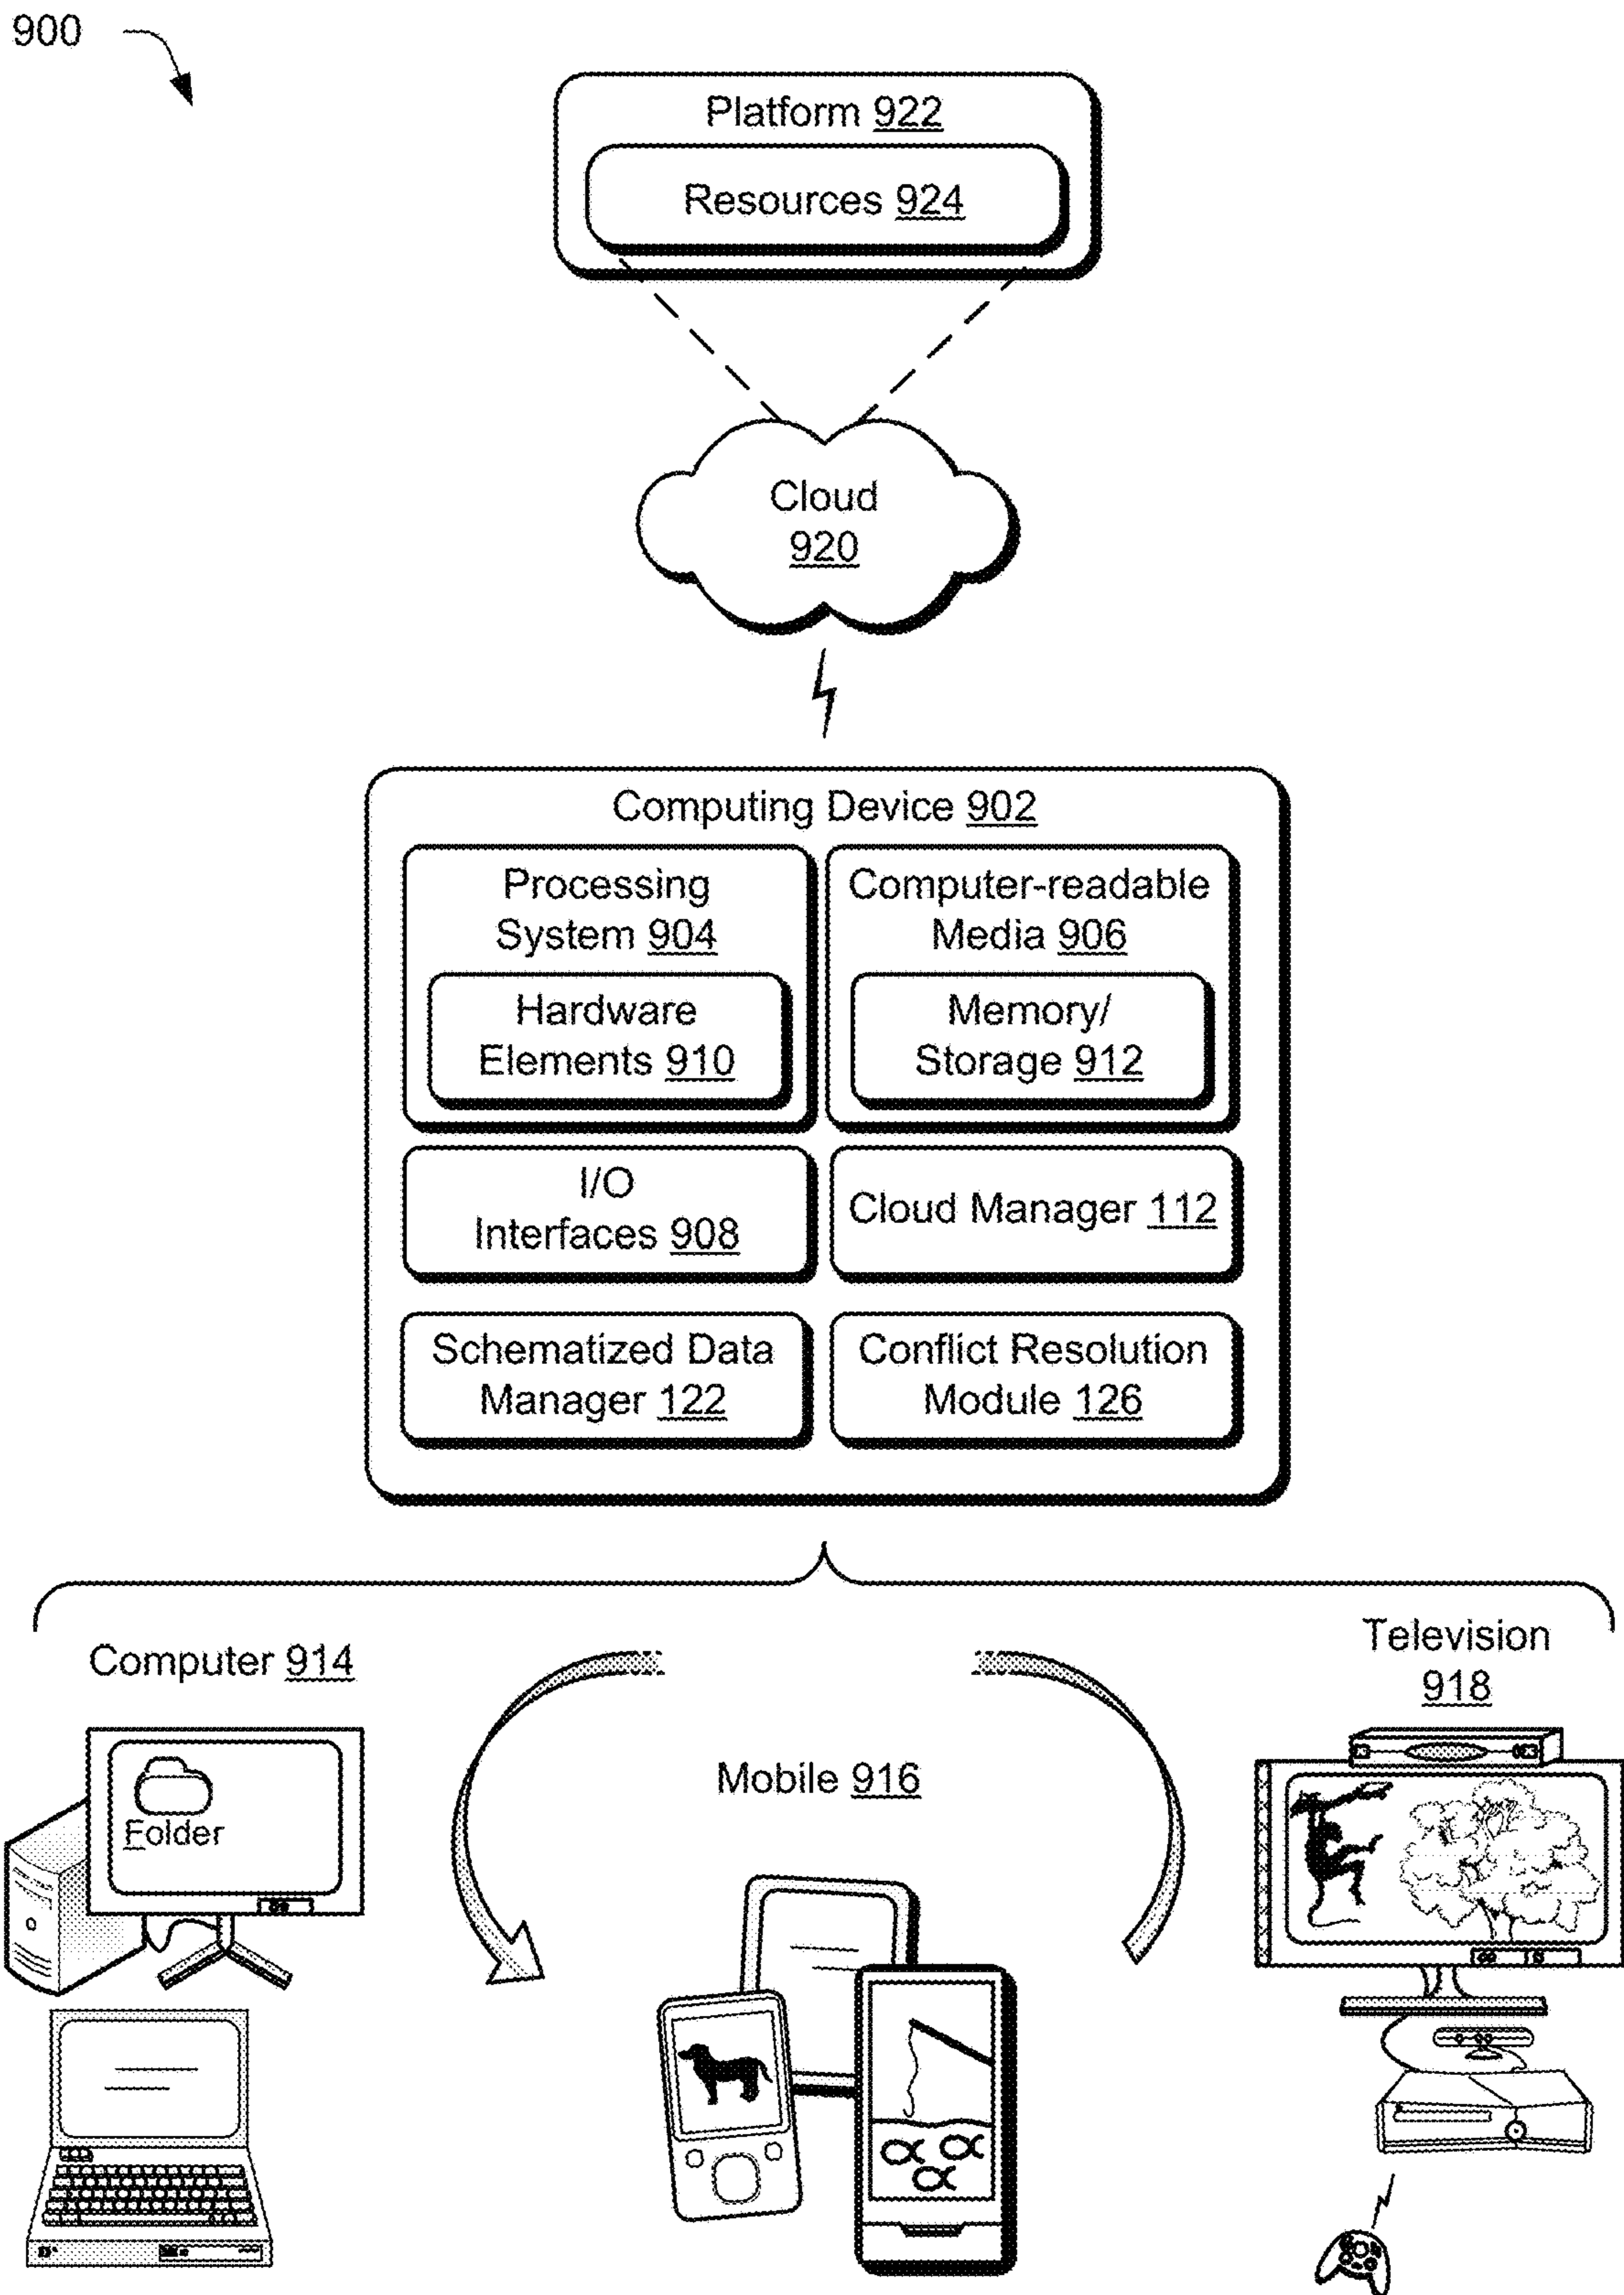 900
Platform 922
Resources 924
Cloud
920
Computing Device 902
Processing
System 904
Hardware
Elements 910
Computer-readable
Media 906
Memory/
Storage 912
I/O
Interfaces 908
Cloud Manager 112
Schematized Data
Manager 122
Conflict Resolution
Module 126
Computer 914
Folder
Mobile 916
Television
918